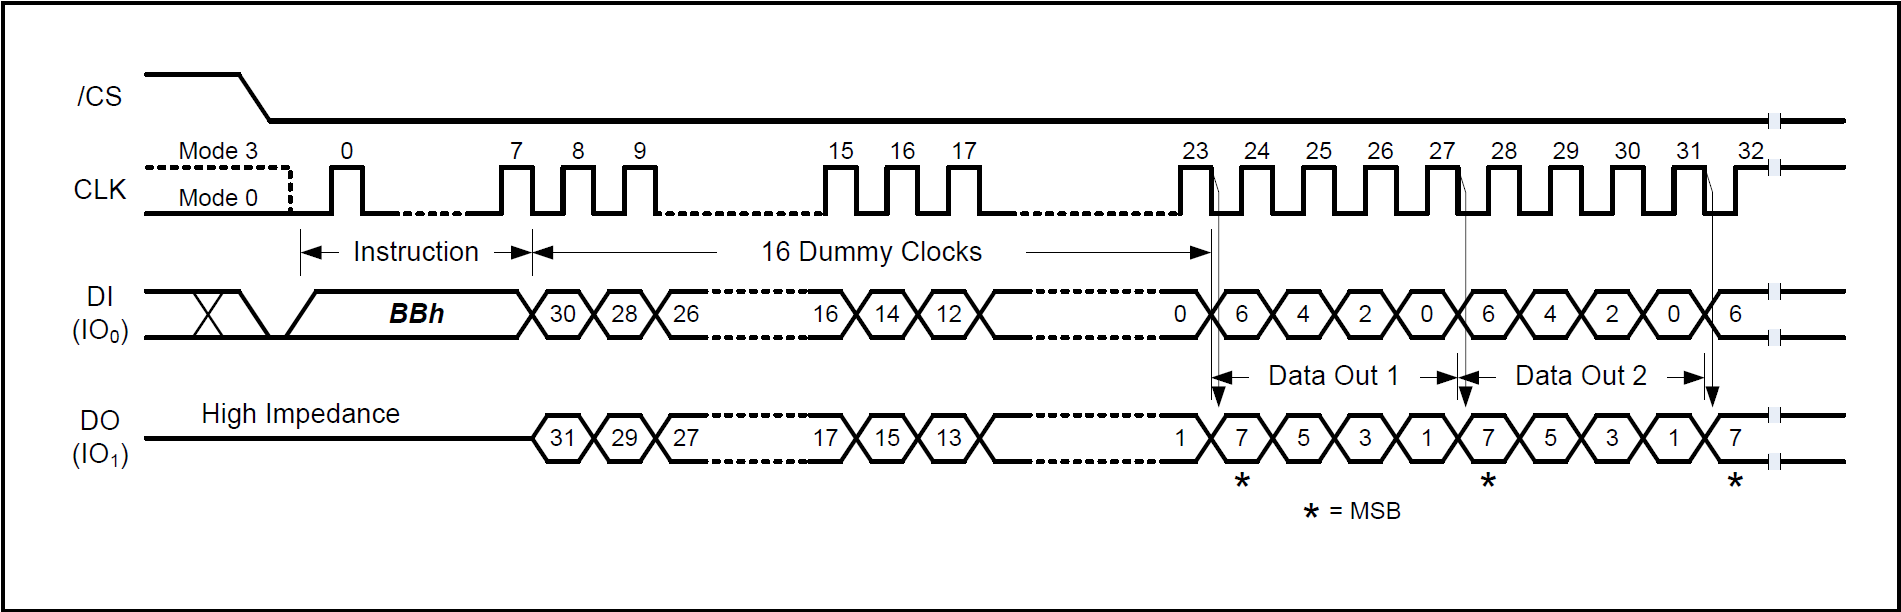 /CS
Mode 3 0 7 8 9 15 16 17 23 24 25 26 27 28 29 30 31 32
CLK
Mode 0
Instruction 16 Dummy Clocks
DI
(IO0)
BBh 30 28 26 16 14 12 0 6 4 2 0 6 4 2 0 6
Data Out 1 Data Out 2
High Impedance
DO
(IO1)
31 29 27 17 15 13 1 7 5 3 1 7 5 3 1 7
* * *
* = MSB